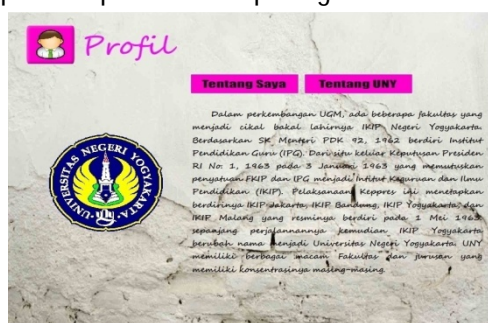 Profil
Tentang Saya
Tentang UNY
Dalam perkembangan UGM, ada beberapa fakultas yang
menjadi cikal bakal lahirnya IKIP Negeri Yogyakarta.
Berdasarkan SK Menteri PDK 92, 1962 berdiri Institut
Pendidikan Guru (IPG). Dari situ keluar Keputusan Presiden
RI No. 1, 1963 pada 3 Januari 1963 yang memutuskan
penyatuan FKIP dan IPG menjadi Intitut Keguruan dan Ilmu
Pendidikan (IKIP). Pelaksanaan Keppres ini menetapkan
berdirinya IKIP Jakarta, IKIP Bandung, IKIP Yogyakarta, dan
IKIP Malang yang resminya berdiri pada 1 Mei 1963.
sepanjang perjalannannya kemudian IKIP Yogyakarta
berubah nama menjadi Universitas Negeri Yogyakarta. UNY
memiliki berbagai macam Fakultas dan jurusan yang
memiliki konsentrasinya masing-masing.
UNIVERSITAS NEGERI YOGYAKARTA
UNY